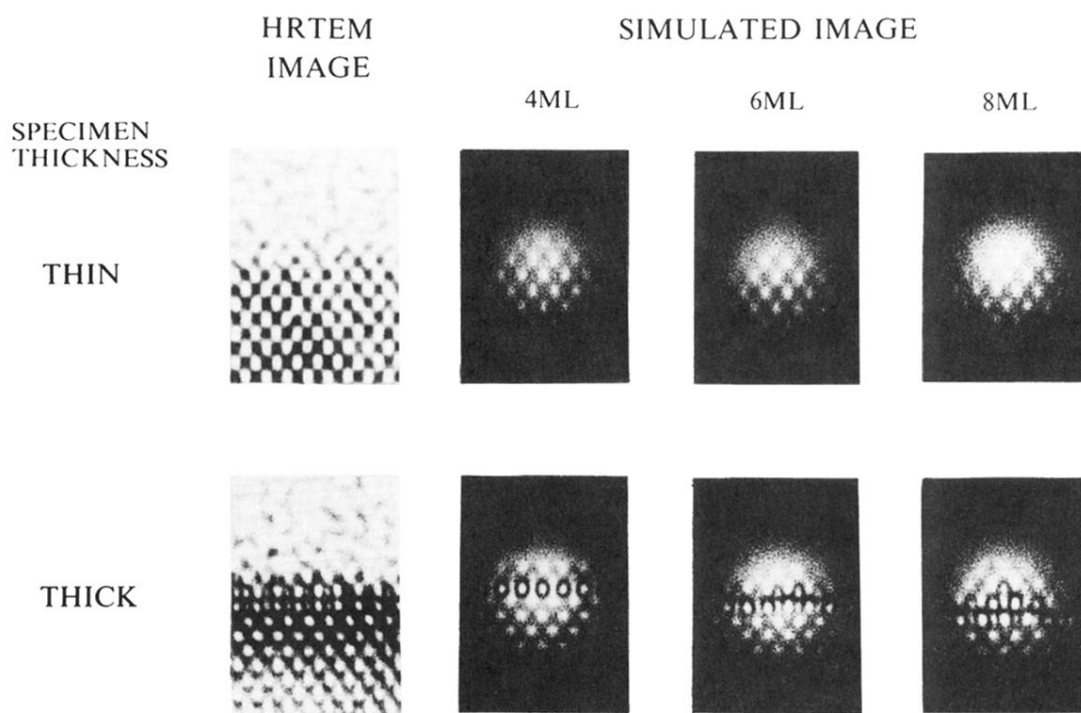 HRTEM
IMAGE
SIMULATED IMAGE
4ML
6ML
8ML
SPECIMEN
THICKNESS
THIN
THICK